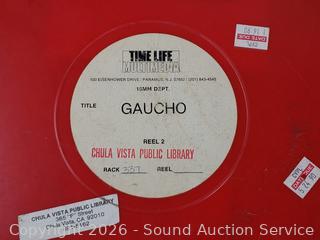 TIME LIFE
MULTIMEDIA
100 EISENHOWER DRIVE / PARAMUS, N.J. 07652 / (201) 843-4545
16MM DEPT.
TITLE GAUCHO
REEL 2
CHULA VISTA PUBLIC LIBRARY
RACK 337 REEL
CHULA VISTA PUBLIC LIBRARY
365 "F" Street
Chula Vista, CA 92010
DATE DUE
Copyright 2026 - Sound Auction Service